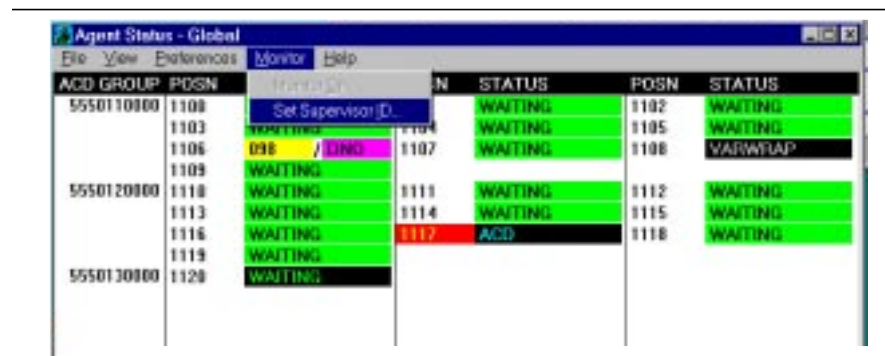 Agent Status - Global
File View Preferences Monitor Help
ACD GROUP POSN N STATUS POSN STATUS
Set Supervisor ID...
5550110000 1100 WAITING 1102 WAITING
1103 WAITING 1104 WAITING 1105 WAITING
1106 098 / DNO 1107 WAITING 1108 VARWRAP
1109 WAITING
5550120000 1110 WAITING 1111 WAITING 1112 WAITING
1113 WAITING 1114 WAITING 1115 WAITING
1116 WAITING 1117 ACD 1118 WAITING
1119 WAITING
5550130000 1120 WAITING